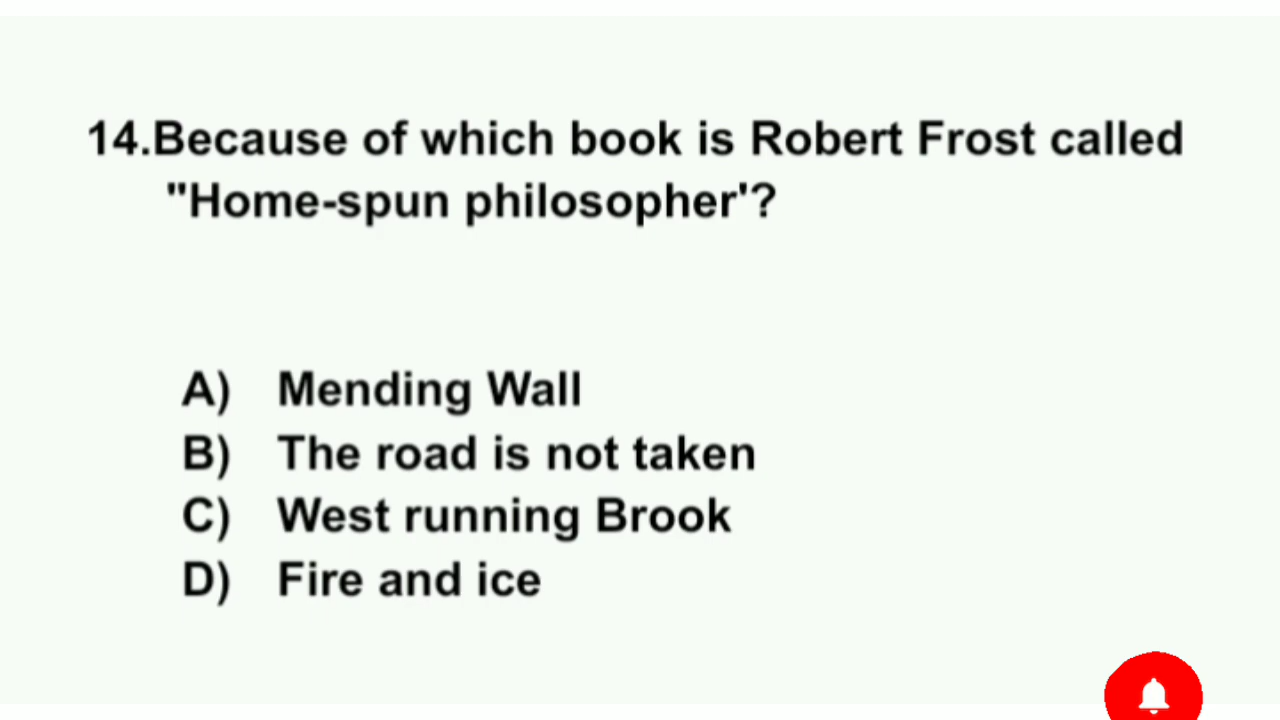 14.Because of which book is Robert Frost called
"Home-spun philosopher'?
A) Mending Wall
B) The road is not taken
C) West running Brook
D) Fire and ice